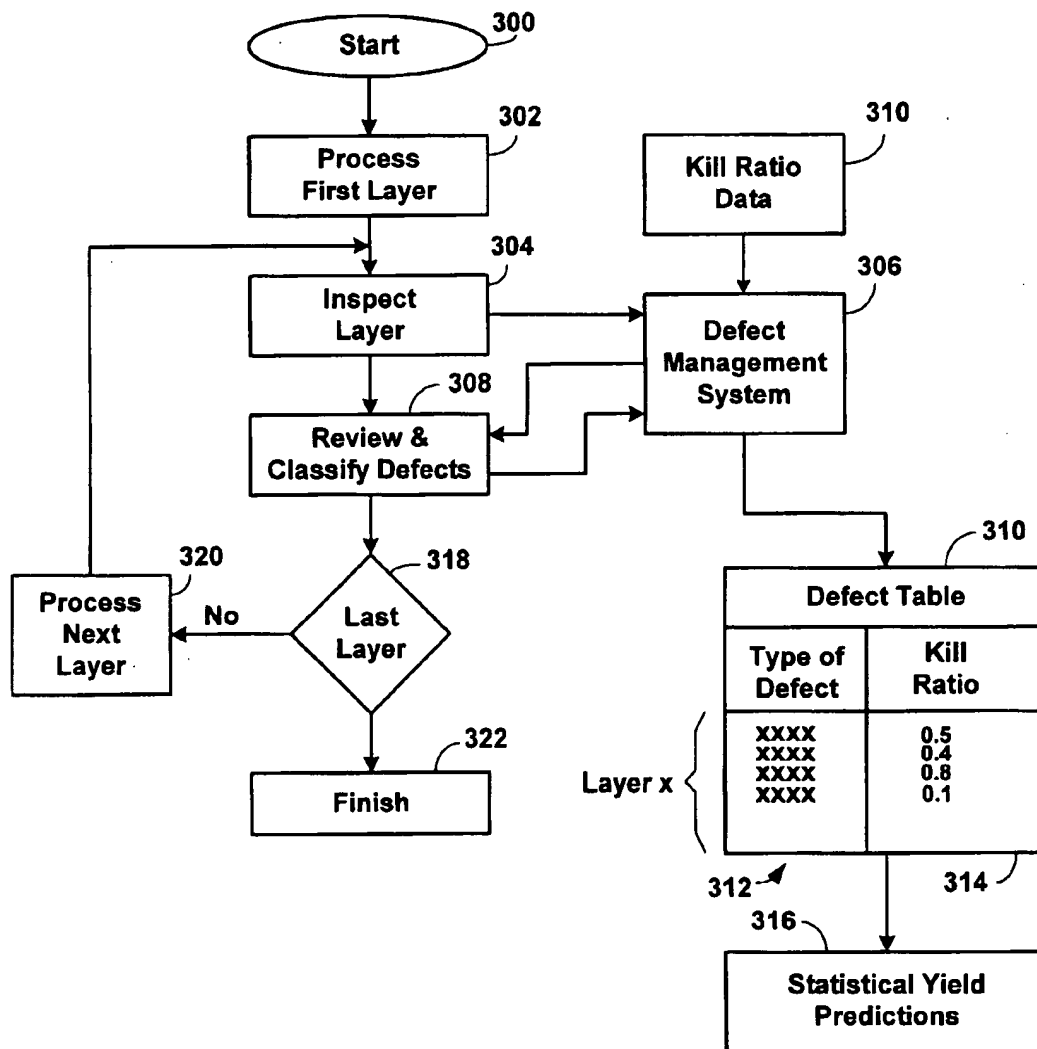 300
Start
302
Process
First Layer
310
Kill Ratio
Data
304
Inspect
Layer
306
Defect
Management
System
308
Review &
Classify Defects
318
Last
Layer
No
320
Process
Next
Layer
322
Finish
310
Defect Table
Type of
Defect
Kill
Ratio
Layer x
XXXX 0.5
XXXX 0.4
XXXX 0.8
XXXX 0.1
312
314
316
Statistical Yield
Predictions